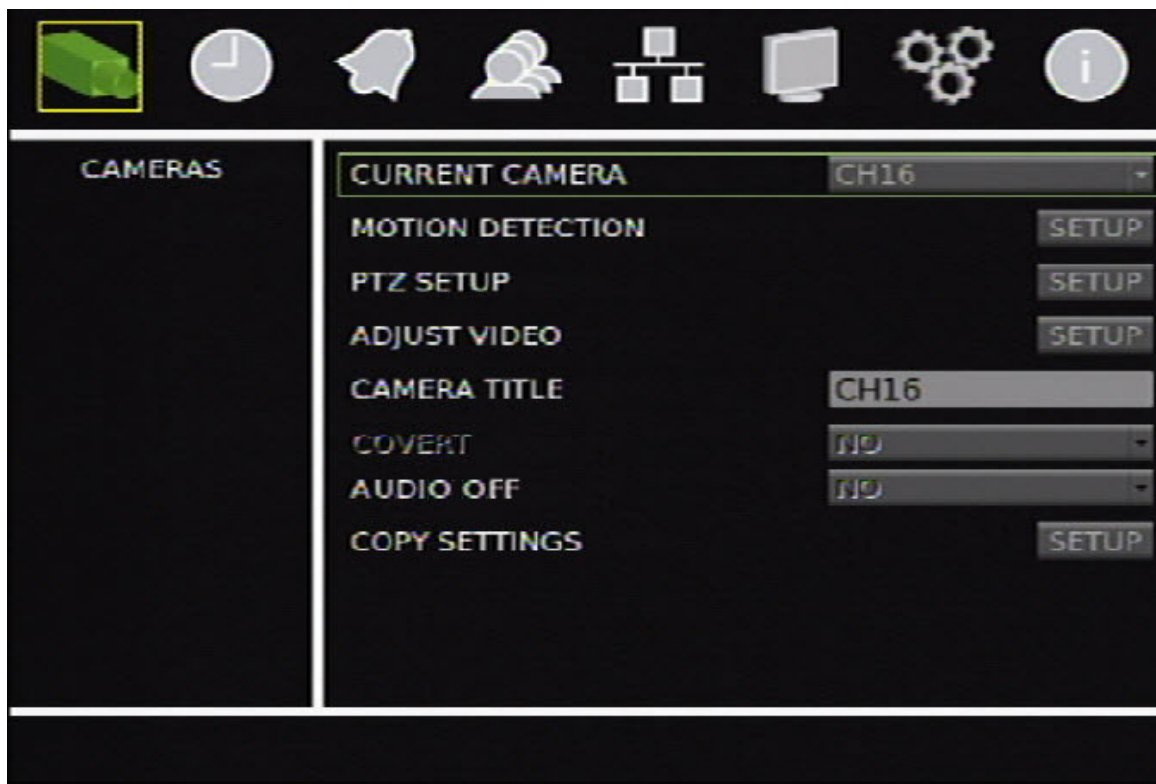 i
CAMERAS
CURRENT CAMERA CH16
MOTION DETECTION SETUP
PTZ SETUP SETUP
ADJUST VIDEO SETUP
CAMERA TITLE CH16
COVERT NO
AUDIO OFF NO
COPY SETTINGS SETUP